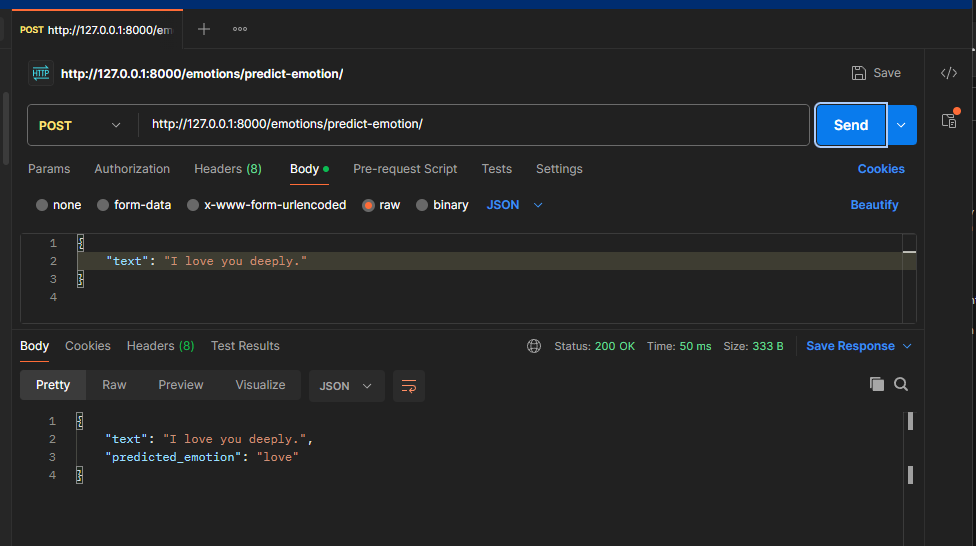 POST http://127.0.0.1:8000/em
http://127.0.0.1:8000/emotions/predict-emotion/ Save
POST http://127.0.0.1:8000/emotions/predict-emotion/ Send
Params Authorization Headers (8) Body Pre-request Script Tests Settings Cookies
none form-data x-www-form-urlencoded raw binary JSON Beautify
1 {
2 "text": "I love you deeply."
3 }
4
Body Cookies Headers (8) Test Results Status: 200 OK Time: 50 ms Size: 333 B Save Response
Pretty Raw Preview Visualize JSON
1 {
2 "text": "I love you deeply.",
3 "predicted_emotion": "love"
4 }